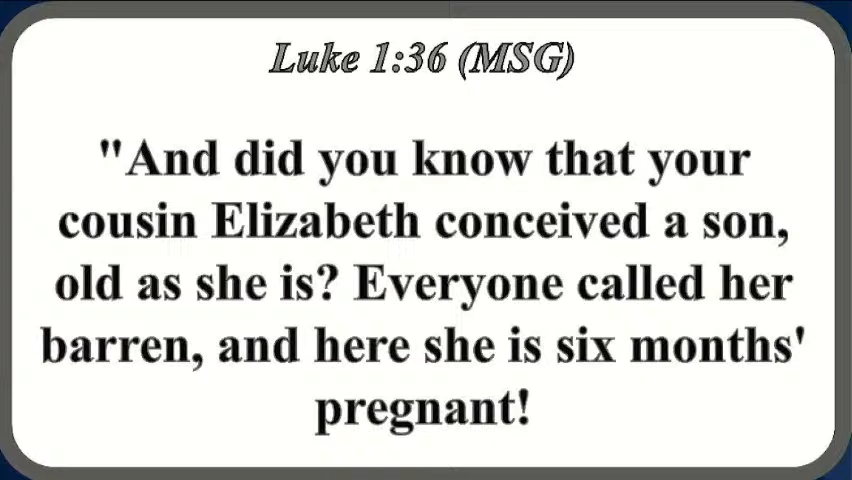 Luke 1:36 (MSG)
"And did you know that your
cousin Elizabeth conceived a son,
old as she is? Everyone called her
barren, and here she is six months'
pregnant!